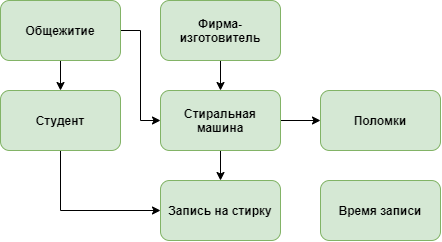 Общежитие
Фирма-
изготовитель
Студент
Стиральная
машина
Поломки
Запись на стирку
Время записи